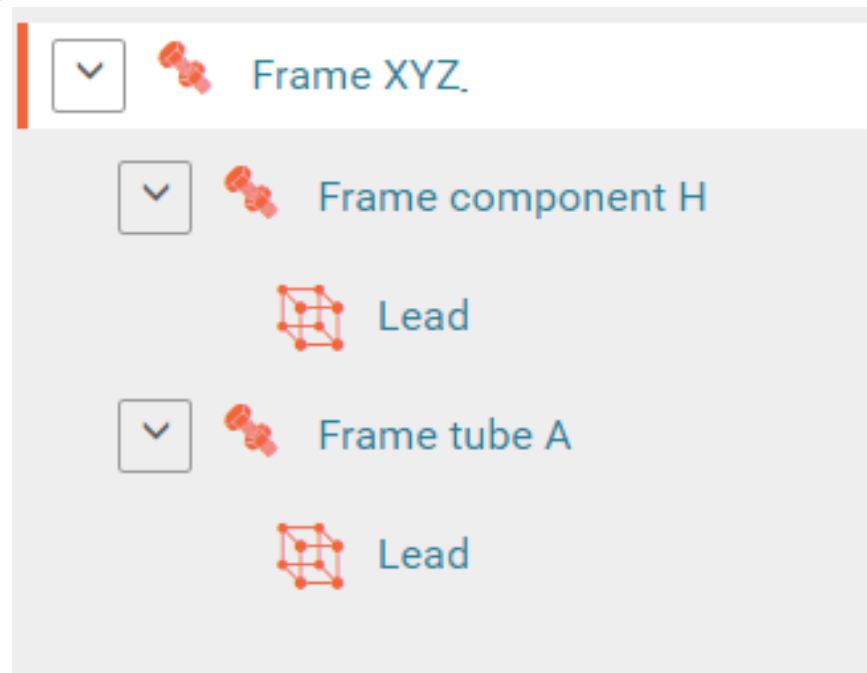 Frame XYZ.
Frame component H
Lead
Frame tube A
Lead